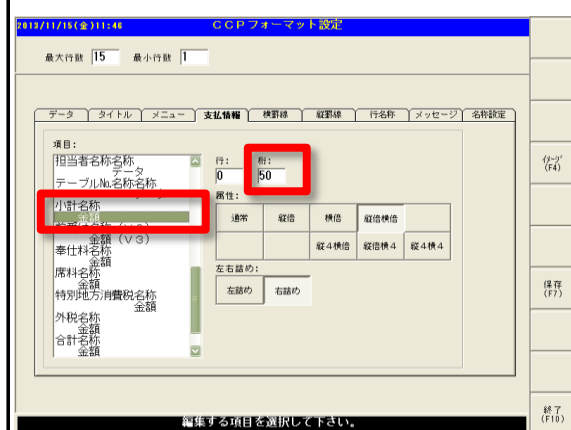 2013/11/15(金)11:46 CCPフォーマット設定
最大行数 15 最小行数 1
データ タイトル メニュー 支払情報 横罫線 縦罫線 行名称 メッセージ 名称設定
項目:
担当者名称名称
データ
テーブルNo.名称名称
小計名称
金額
金額(V3)
奉仕料名称
金額
席料名称
金額
特別地方消費税名称
金額
外税名称
金額
合計名称
金額
行: 桁:
0 50
属性:
通常 縦倍 横倍 縦倍横倍
縦4横倍 縦倍横4 縦4横4
左右詰め:
左詰め 右詰め
イメージ
(F4)
保存
(F7)
終了
(F10)
編集する項目を選択して下さい。